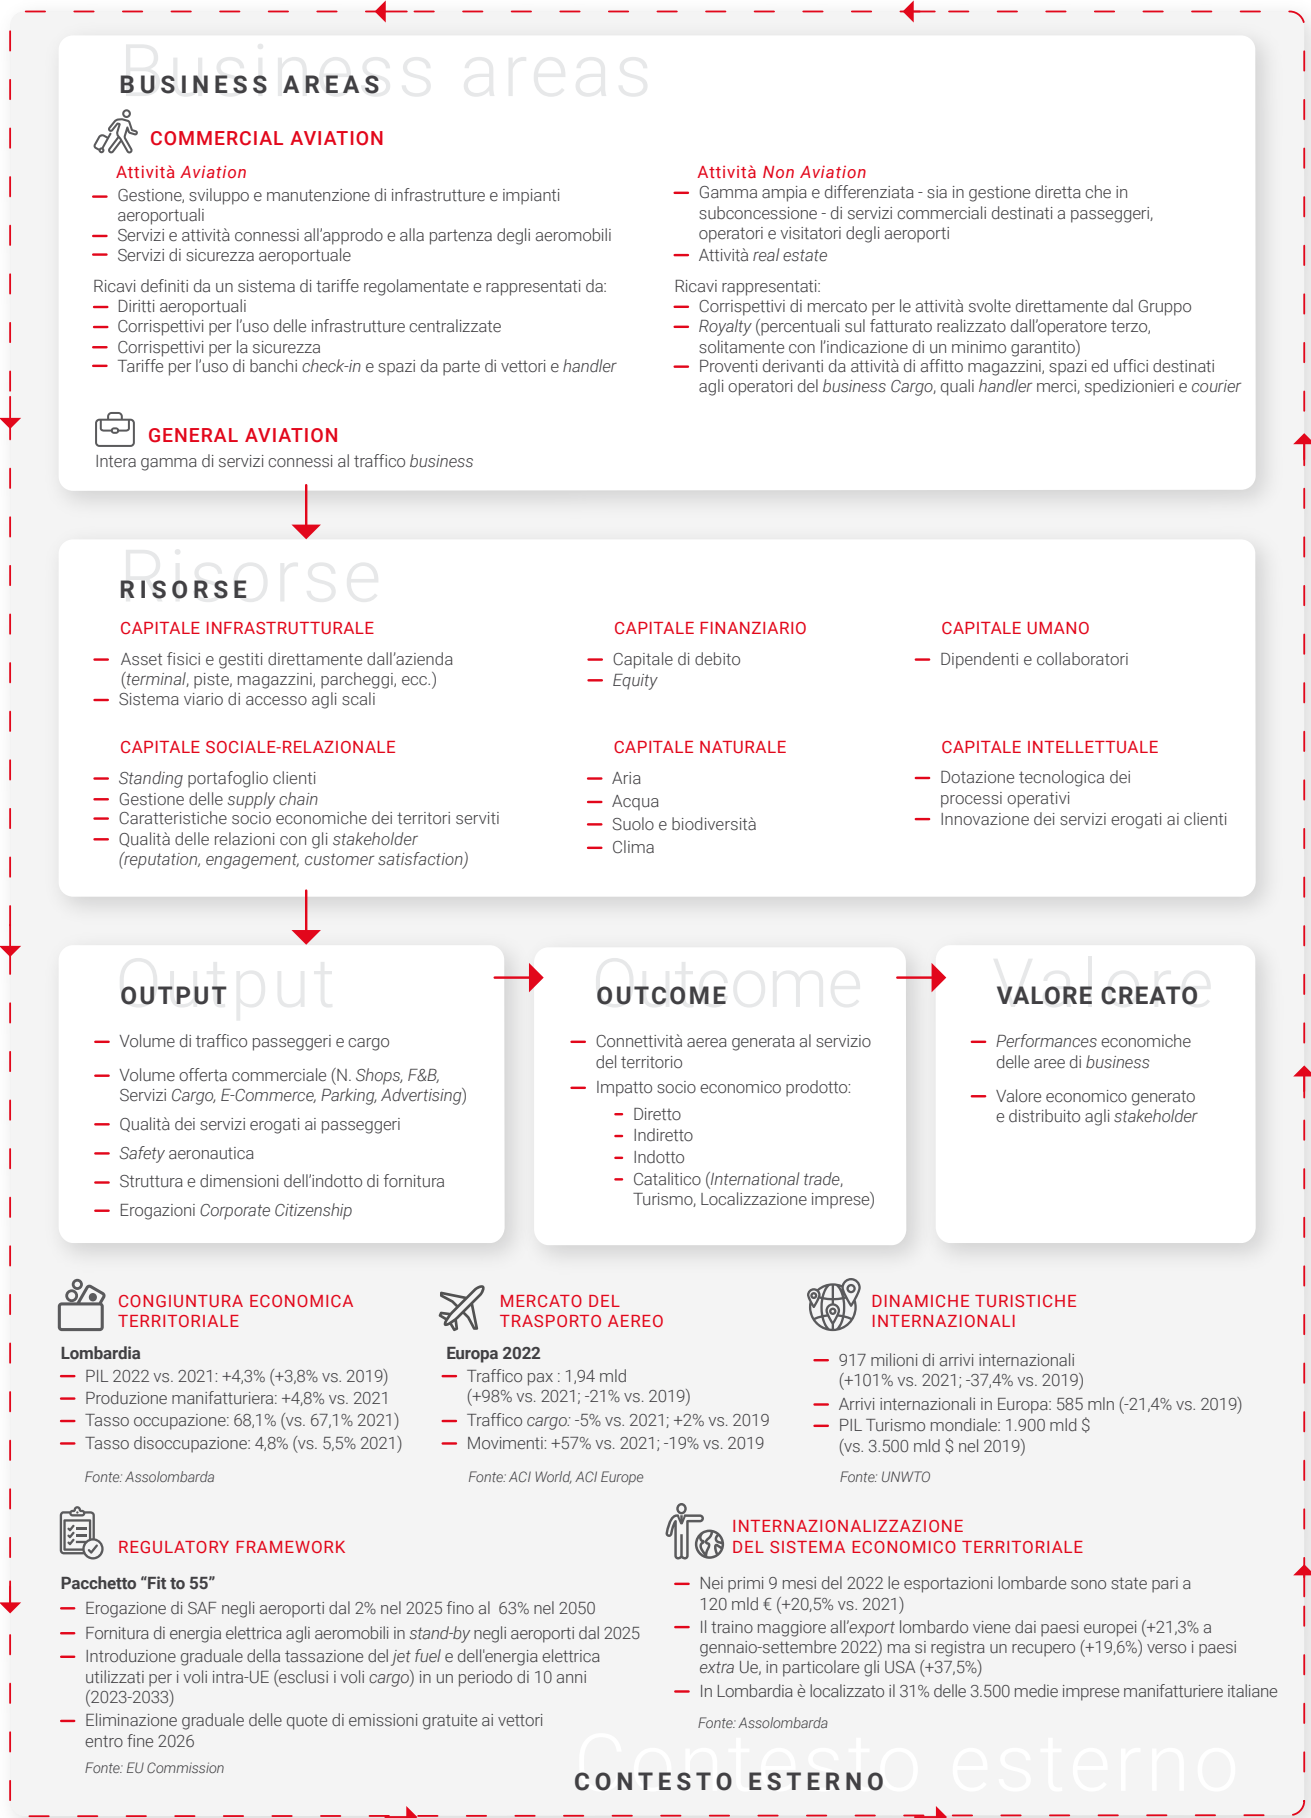 Business areas
BUSINESS AREAS
COMMERCIAL AVIATION
Attività Aviation
Gestione, sviluppo e manutenzione di infrastrutture e impianti
aeroportuali
Servizi e attività connessi all'approdo e alla partenza degli aeromobili
Servizi di sicurezza aeroportuale
Ricavi definiti da un sistema di tariffe regolamentate e rappresentati da:
Diritti aeroportuali
Corrispettivi per l'uso delle infrastrutture centralizzate
Corrispettivi per la sicurezza
Tariffe per l'uso di banchi check-in e spazi da parte di vettori e handler
Attività Non Aviation
Gamma ampia e differenziata - sia in gestione diretta che in
subconcessione - di servizi commerciali destinati a passeggeri,
operatori e visitatori degli aeroporti
Attività real estate
Ricavi rappresentati:
Corrispettivi di mercato per le attività svolte direttamente dal Gruppo
Royalty (percentuali sul fatturato realizzato dall'operatore terzo,
solitamente con l'indicazione di un minimo garantito)
Proventi derivanti da attività di affitto magazzini, spazi ed uffici destinati
agli operatori del business Cargo, quali handler merci, spedizionieri e courier
GENERAL AVIATION
Intera gamma di servizi connessi al traffico business
Risorse
RISORSE
CAPITALE INFRASTRUTTURALE
Asset fisici e gestiti direttamente dall'azienda
(terminal, piste, magazzini, parcheggi, ecc.)
Sistema viario di accesso agli scali
CAPITALE FINANZIARIO
Capitale di debito
Equity
CAPITALE UMANO
Dipendenti e collaboratori
CAPITALE SOCIALE-RELAZIONALE
Standing portafoglio clienti
Gestione delle supply chain
Caratteristiche socio economiche dei territori serviti
Qualità delle relazioni con gli stakeholder
(reputation, engagement, customer satisfaction)
CAPITALE NATURALE
Aria
Acqua
Suolo e biodiversità
Clima
CAPITALE INTELLETTUALE
Dotazione tecnologica dei
processi operativi
Innovazione dei servizi erogati ai clienti
Output
OUTPUT
Volume di traffico passeggeri e cargo
Volume offerta commerciale (N. Shops, F&B,
Servizi Cargo, E-Commerce, Parking, Advertising)
Qualità dei servizi erogati ai passeggeri
Safety aeronautica
Struttura e dimensioni dell'indotto di fornitura
Erogazioni Corporate Citizenship
Outcome
OUTCOME
Connettività aerea generata al servizio
del territorio
Impatto socio economico prodotto:
Diretto
Indiretto
Indotto
Catalitico (International trade,
Turismo, Localizzazione imprese)
Valore
VALORE CREATO
Performances economiche
delle aree di business
Valore economico generato
e distribuito agli stakeholder
CONGIUNTURA ECONOMICA
TERRITORIALE
Lombardia
PIL 2022 vs. 2021: +4,3% (+3,8% vs. 2019)
Produzione manifatturiera: +4,8% vs. 2021
Tasso occupazione: 68,1% (vs. 67,1% 2021)
Tasso disoccupazione: 4,8% (vs. 5,5% 2021)
Fonte: Assolombarda
MERCATO DEL
TRASPORTO AEREO
Europa 2022
Traffico pax : 1,94 mld
(+98% vs. 2021; -21% vs. 2019)
Traffico cargo: -5% vs. 2021; +2% vs. 2019
Movimenti: +57% vs. 2021; -19% vs. 2019
Fonte: ACI World, ACI Europe
DINAMICHE TURISTICHE
INTERNAZIONALI
917 milioni di arrivi internazionali
(+101% vs. 2021; -37,4% vs. 2019)
Arrivi internazionali in Europa: 585 mln (-21,4% vs. 2019)
PIL Turismo mondiale: 1.900 mld $
(vs. 3.500 mld $ nel 2019)
Fonte: UNWTO
REGULATORY FRAMEWORK
Pacchetto “Fit to 55”
Erogazione di SAF negli aeroporti dal 2% nel 2025 fino al 63% nel 2050
Fornitura di energia elettrica agli aeromobili in stand-by negli aeroporti dal 2025
Introduzione graduale della tassazione del jet fuel e dell'energia elettrica
utilizzati per i voli intra-UE (esclusi i voli cargo) in un periodo di 10 anni
(2023-2033)
Eliminazione graduale delle quote di emissioni gratuite ai vettori
entro fine 2026
Fonte: EU Commission
INTERNAZIONALIZZAZIONE
DEL SISTEMA ECONOMICO TERRITORIALE
Nei primi 9 mesi del 2022 le esportazioni lombarde sono state pari a
120 mld € (+20,5% vs. 2021)
Il traino maggiore all'export lombardo viene dai paesi europei (+21,3% a
gennaio-settembre 2022) ma si registra un recupero (+19,6%) verso i paesi
extra Ue, in particolare gli USA (+37,5%)
In Lombardia è localizzato il 31% delle 3.500 medie imprese manifatturiere italiane
Fonte: Assolombarda
Contesto esterno
CONTESTO ESTERNO